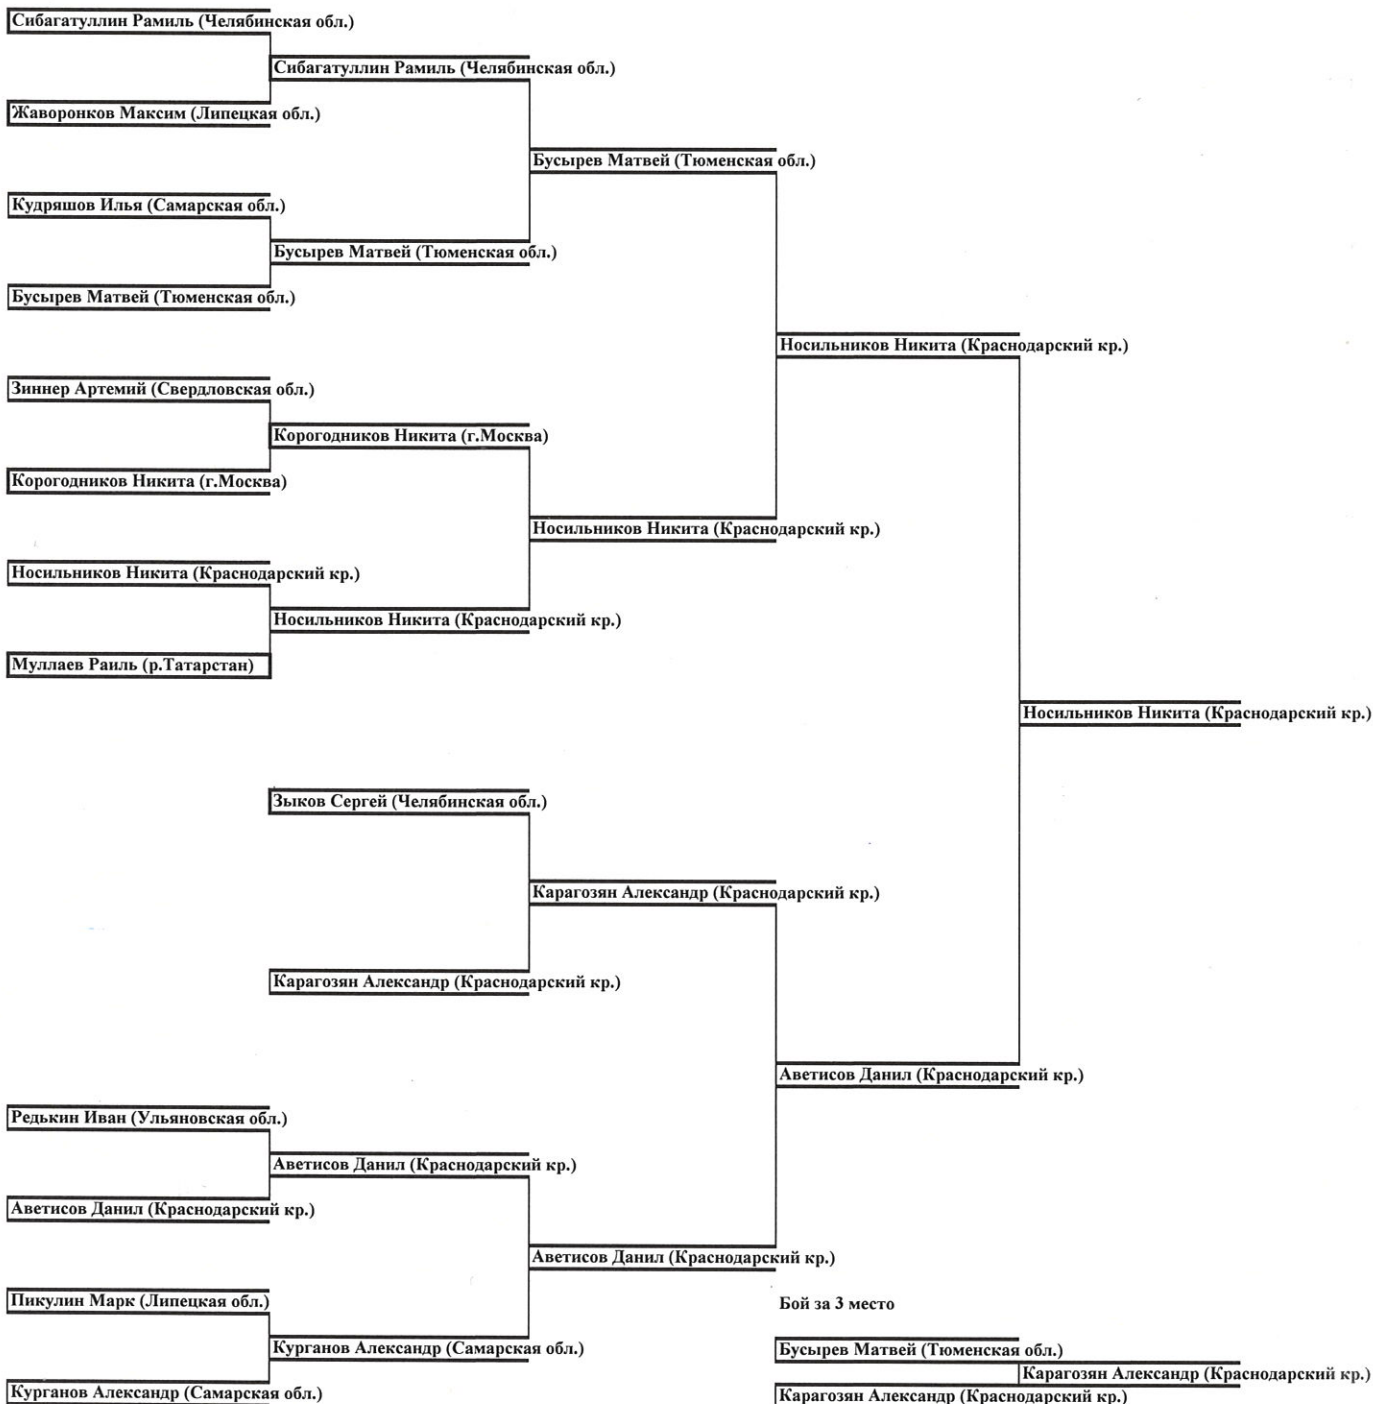 Сибагатуллин Рамиль (Челябинская обл.)
Сибагатуллин Рамиль (Челябинская обл.)
Жаворонков Максим (Липецкая обл.)
Бусырев Матвей (Тюменская обл.)
Кудряшов Илья (Самарская обл.)
Бусырев Матвей (Тюменская обл.)
Бусырев Матвей (Тюменская обл.)
Носильников Никита (Краснодарский кр.)
Зиннер Артемий (Свердловская обл.)
Корогодников Никита (г.Москва)
Корогодников Никита (г.Москва)
Носильников Никита (Краснодарский кр.)
Носильников Никита (Краснодарский кр.)
Носильников Никита (Краснодарский кр.)
Муллаев Раиль (р.Татарстан)
Носильников Никита (Краснодарский кр.)
Зыков Сергей (Челябинская обл.)
Карагозян Александр (Краснодарский кр.)
Карагозян Александр (Краснодарский кр.)
Аветисов Данил (Краснодарский кр.)
Редькин Иван (Ульяновская обл.)
Аветисов Данил (Краснодарский кр.)
Аветисов Данил (Краснодарский кр.)
Аветисов Данил (Краснодарский кр.)
Пикулин Марк (Липецкая обл.)
Бой за 3 место
Курганов Александр (Самарская обл.)
Бусырев Матвей (Тюменская обл.)
Карагозян Александр (Краснодарский кр.)
Курганов Александр (Самарская обл.)
Карагозян Александр (Краснодарский кр.)